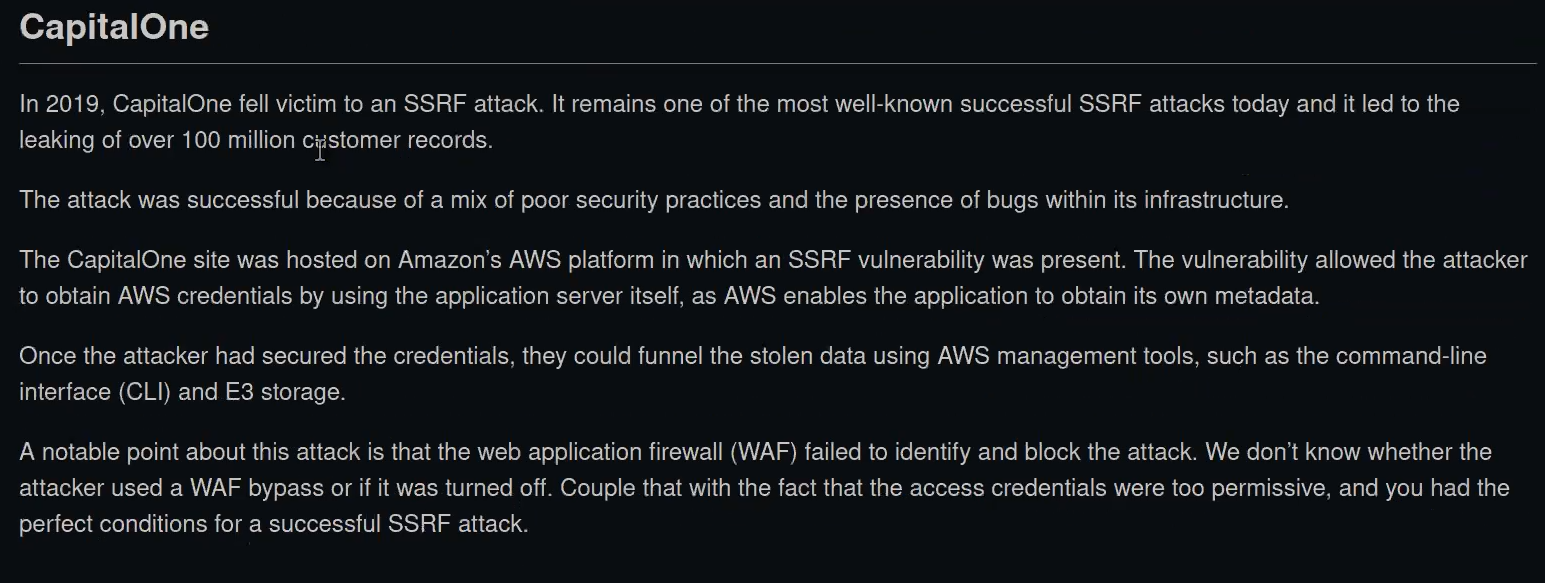 CapitalOne
In 2019, CapitalOne fell victim to an SSRF attack. It remains one of the most well-known successful SSRF attacks today and it led to the
leaking of over 100 million customer records.
The attack was successful because of a mix of poor security practices and the presence of bugs within its infrastructure.
The CapitalOne site was hosted on Amazon’s AWS platform in which an SSRF vulnerability was present. The vulnerability allowed the attacker
to obtain AWS credentials by using the application server itself, as AWS enables the application to obtain its own metadata.
Once the attacker had secured the credentials, they could funnel the stolen data using AWS management tools, such as the command-line
interface (CLI) and E3 storage.
A notable point about this attack is that the web application firewall (WAF) failed to identify and block the attack. We don’t know whether the
attacker used a WAF bypass or if it was turned off. Couple that with the fact that the access credentials were too permissive, and you had the
perfect conditions for a successful SSRF attack.